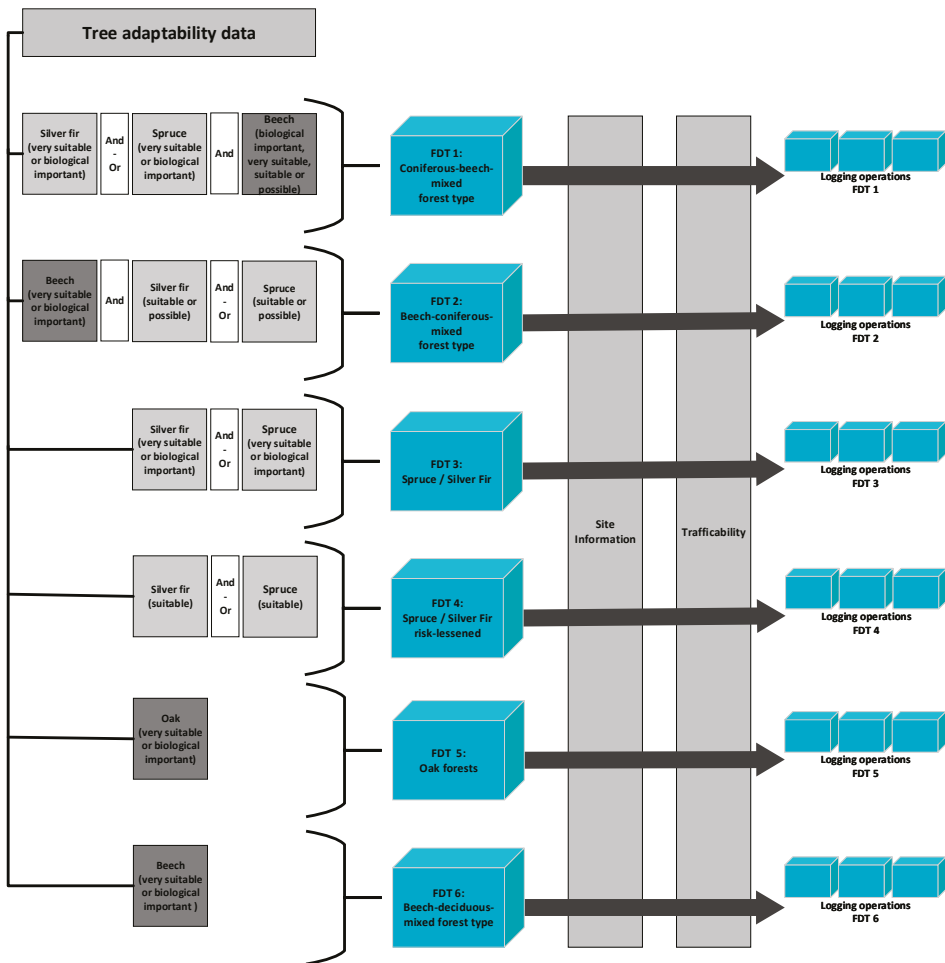 Tree adaptability data
Silver fir
(very suitable
or biological
important)
And
-
Or
Spruce
(very suitable
or biological
important)
And
Beech
(biological
important,
very suitable,
suitable or
possible)
FDT 1:
Coniferous-beech-
mixed
forest type
Logging operations
FDT 1
Beech
(very suitable
or biological
important)
And
Silver fir
(suitable or
possible)
And
-
Or
Spruce
(suitable or
possible)
FDT 2:
Beech-coniferous-
mixed
forest type
Logging operations
FDT 2
Silver fir
(very suitable
or biological
important)
And
-
Or
Spruce
(very suitable
or biological
important)
FDT 3:
Spruce / Silver Fir
Logging operations
FDT 3
Site
Information
Trafficability
Silver fir
(suitable)
And
-
Or
Spruce
(suitable)
FDT 4:
Spruce / Silver Fir
risk-lessened
Logging operations
FDT 4
Oak
(very suitable
or biological
important)
FDT  5:
Oak forests
Logging operations
FDT 5
Beech
(very suitable
or biological
important )
FDT 6:
Beech-deciduous-
mixed forest type
Logging operations
FDT 6